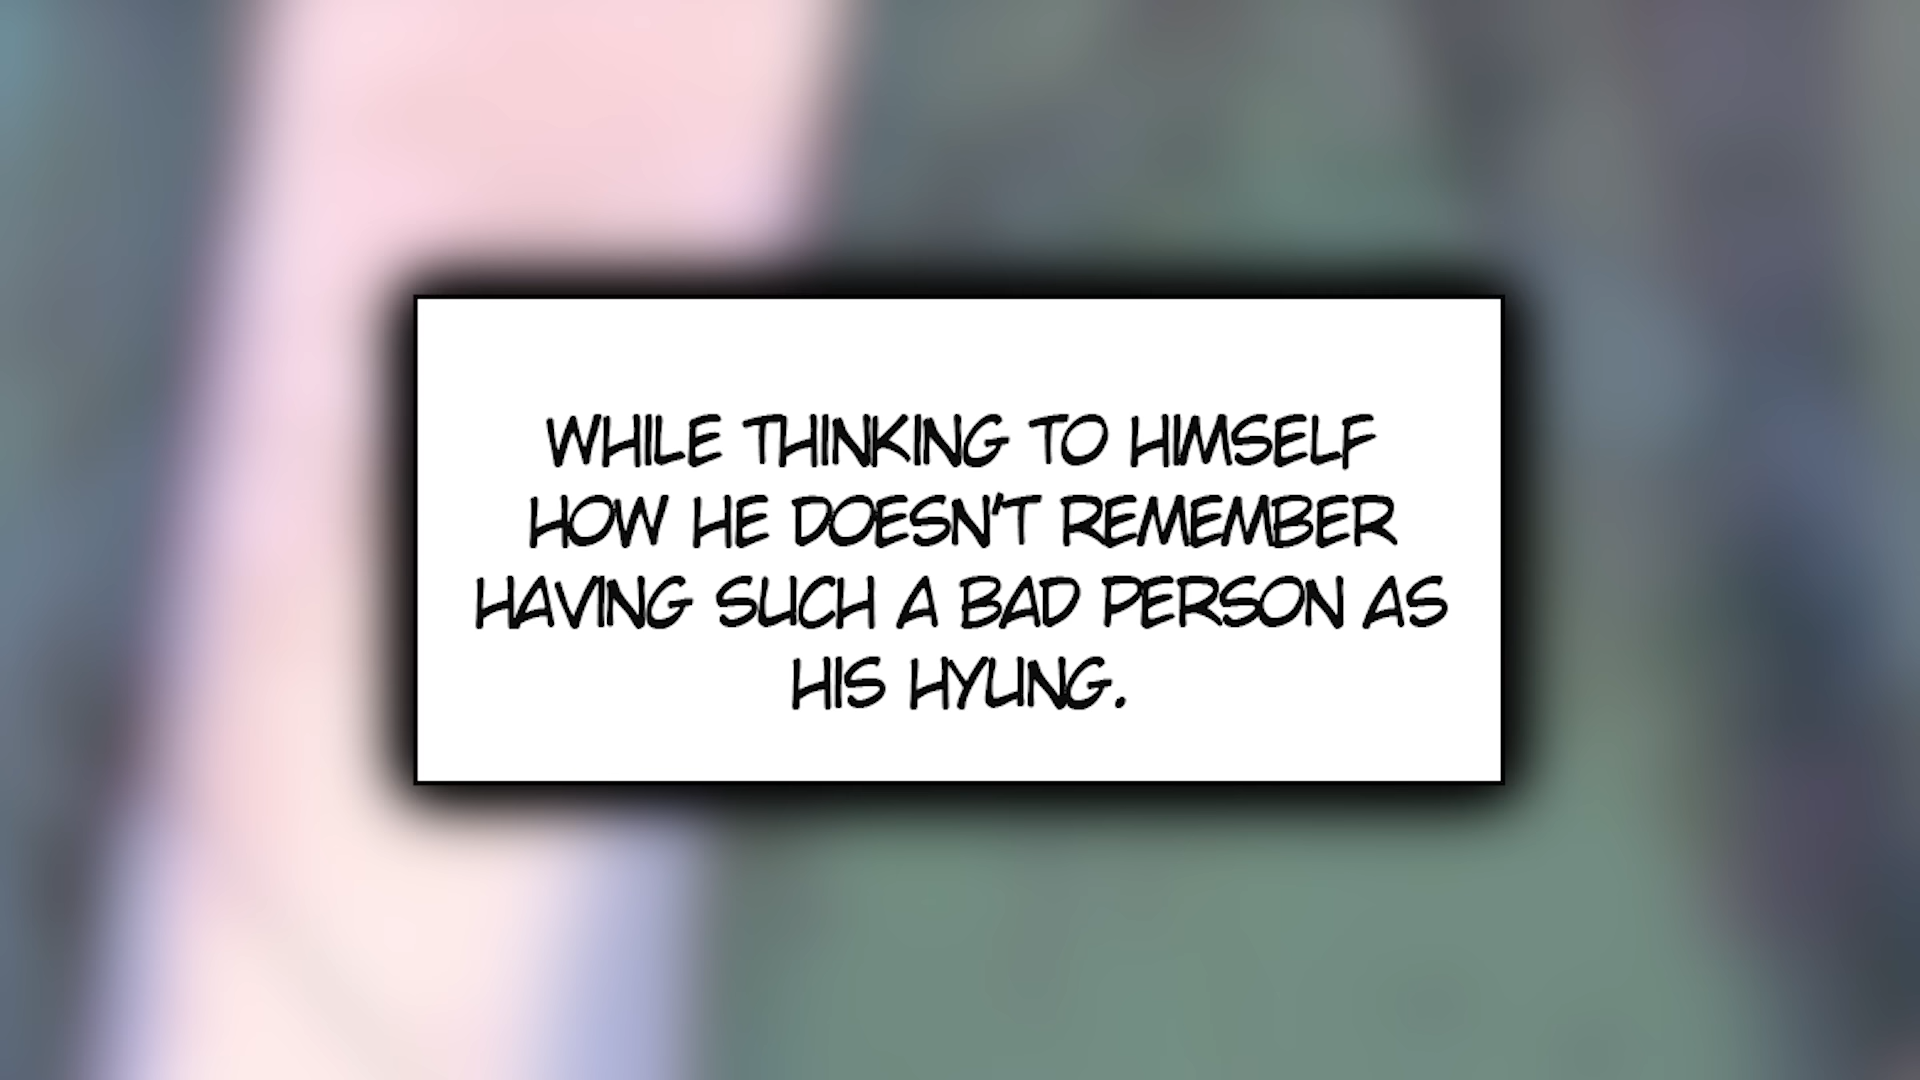 WHILE THINKING TO HIMSELF
HOW HE DOESN'T REMEMBER
HAVING SUCH A BAD PERSON AS
HIS HYUNG.